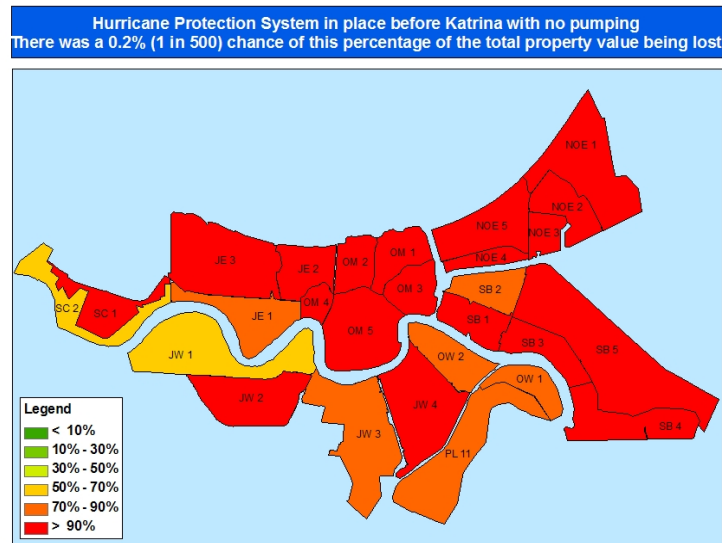 Hurricane Protection System in place before Katrina with no pumping
There was a 0.2% (1 in 500) chance of this percentage of the total property value being lost
NOE 1
NOE 2
NOE 5
NOE 3
NOE 4
OM 1
OM 2
JE 3
JE 2
OM 3
SB 2
OM 4
SC 2
SC 1
JE 1
SB 1
OM 5
SB 3
SB 5
JW 1
OW 2
OW 1
JW 2
JW 4
SB 4
JW 3
PL 11
Legend
< 10%
10% - 30%
30% - 50%
50% - 70%
70% - 90%
> 90%